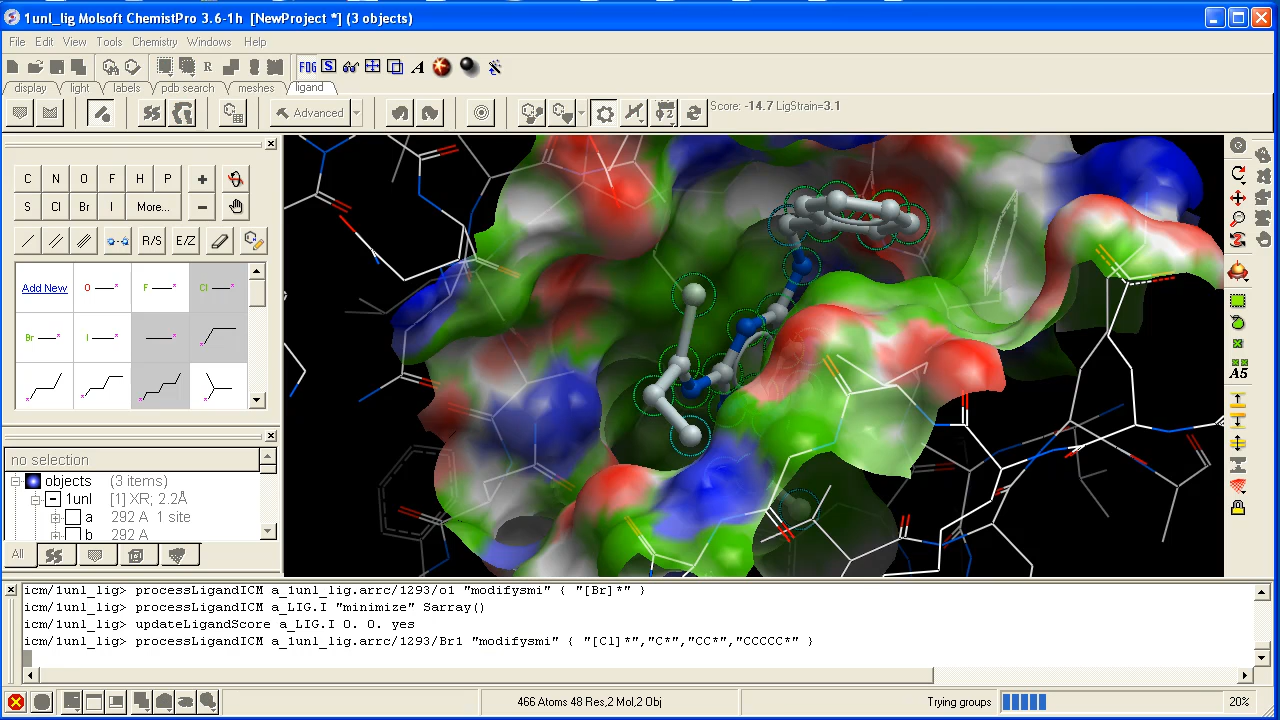 1unl_lig Molsoft ChemistPro 3.6-1h [NewProject *] (3 objects)
File Edit View Tools Chemistry Windows Help
R FOG S A
display light labels pdb search meshes ligand
Advanced Score: -14.7 LigStrain=3.1
C N O F H P + 
S Cl Br I More... −
R/S E/Z
Add New O x F x Cl x
Br x I x x x
x x x x
A5
no selection
objects (3 items)
1unl [1] XR; 2.2Å
a 292 A 1 site
b 292 A
All
icm/1unl_lig> processLigandICM a_1unl_lig.arrc/1293/o1 "modifysmi" { "[Br]*" }
icm/1unl_lig> processLigandICM a_LIG.I "minimize" Sarray()
icm/1unl_lig> updateLigandScore a_LIG.I 0. 0. yes
icm/1unl_lig> processLigandICM a_1unl_lig.arrc/1293/Br1 "modifysmi" { "[Cl]*","C*","CC*","CCCCC*" }
466 Atoms 48 Res,2 Mol,2 Obj Trying groups 20%